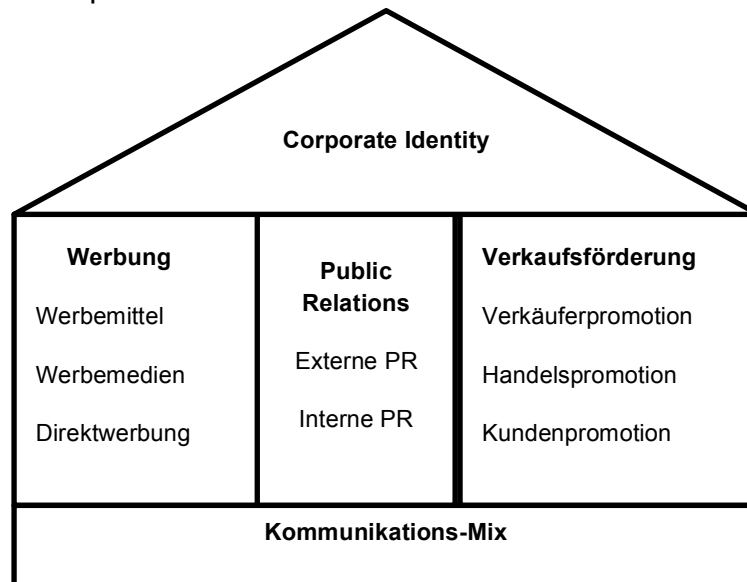 Corporate Identity
Werbung
Werbemittel
Werbemedien
Direktwerbung
Public
Relations
Externe PR
Interne PR
Verkaufsförderung
Verkäuferpromotion
Handelspromotion
Kundenpromotion
Kommunikations-Mix